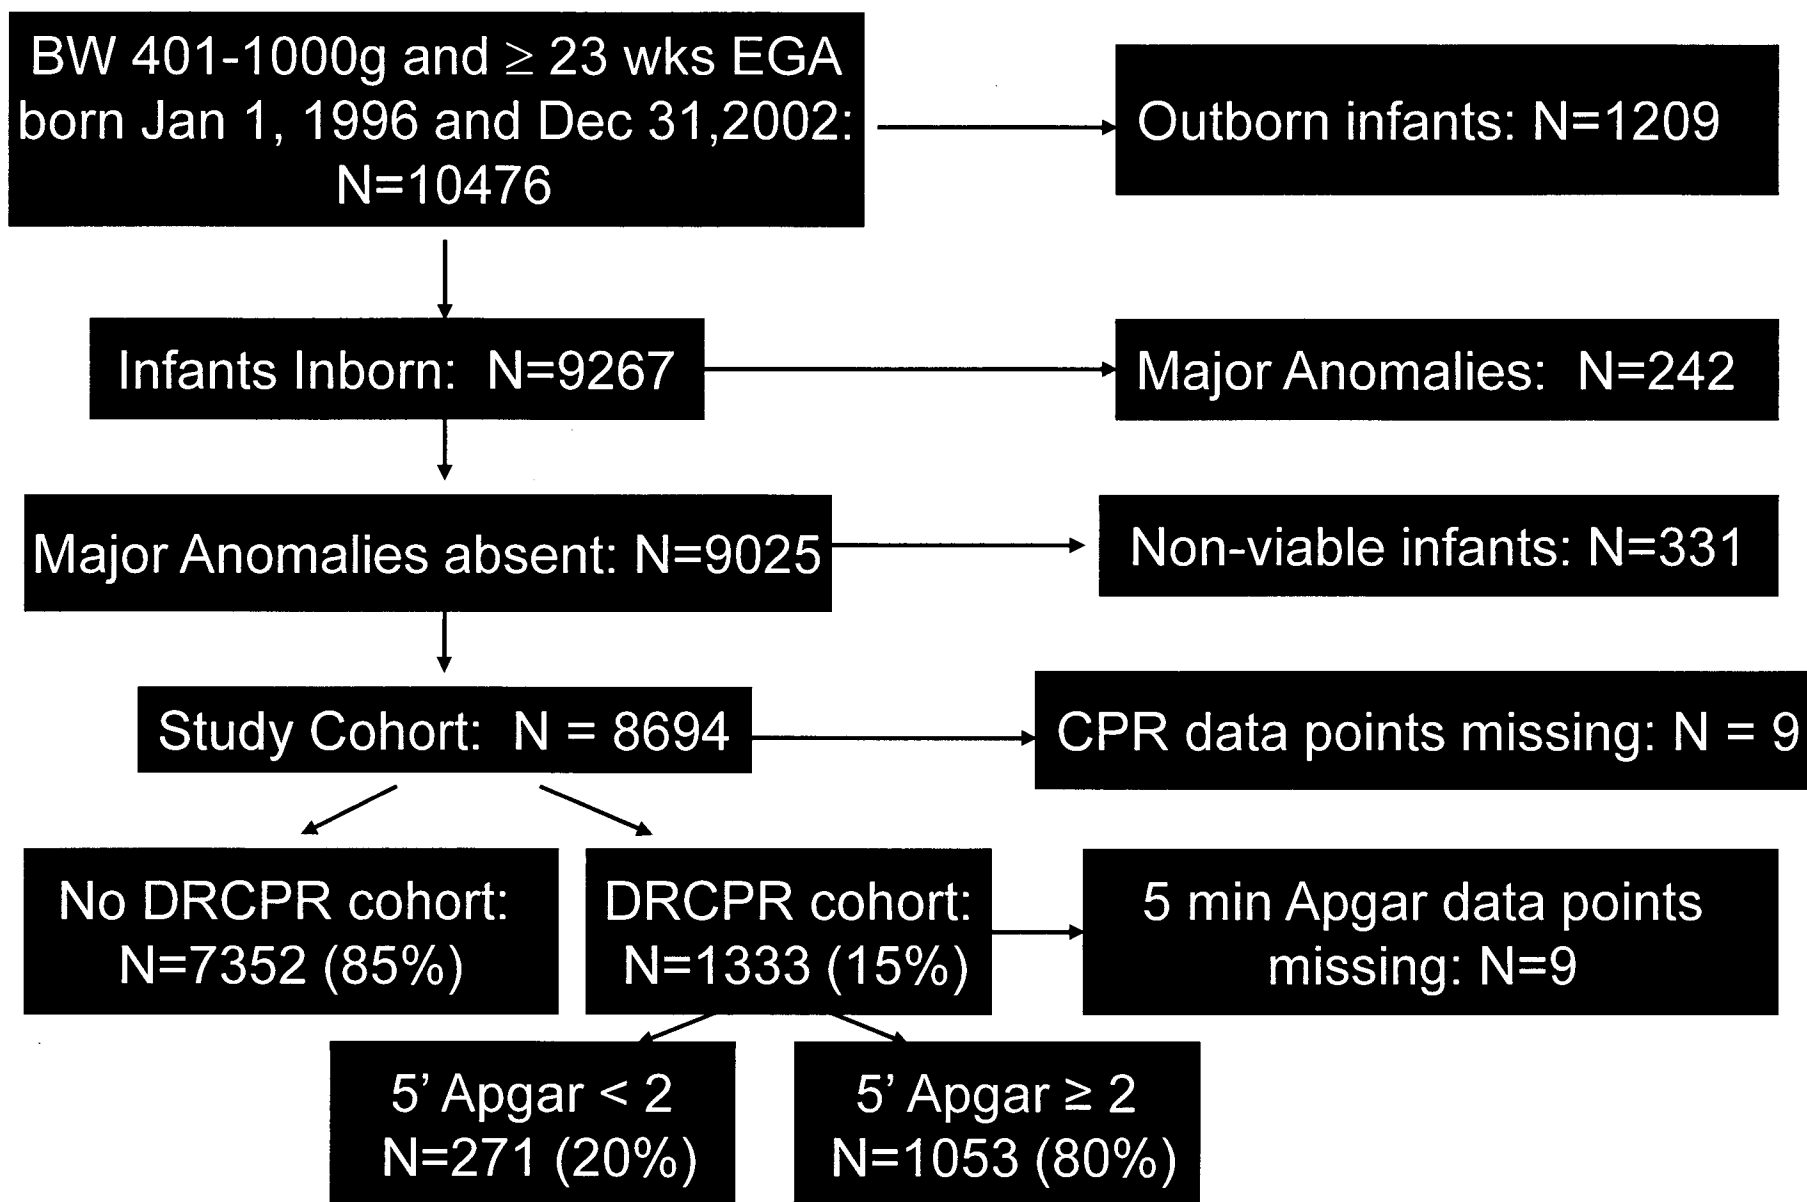 BW 401-1000g and ≥ 23 wks EGA
born Jan 1, 1996 and Dec 31,2002:
N=10476
Outborn infants: N=1209
Infants Inborn:  N=9267
Major Anomalies:  N=242
Major Anomalies absent: N=9025
Non-viable infants: N=331
Study Cohort:  N = 8694
CPR data points missing: N = 9
No DRCPR cohort:
N=7352 (85%)
DRCPR cohort:
N=1333 (15%)
5 min Apgar data points
missing: N=9
5’ Apgar < 2
N=271 (20%)
5’ Apgar ≥ 2
N=1053 (80%)